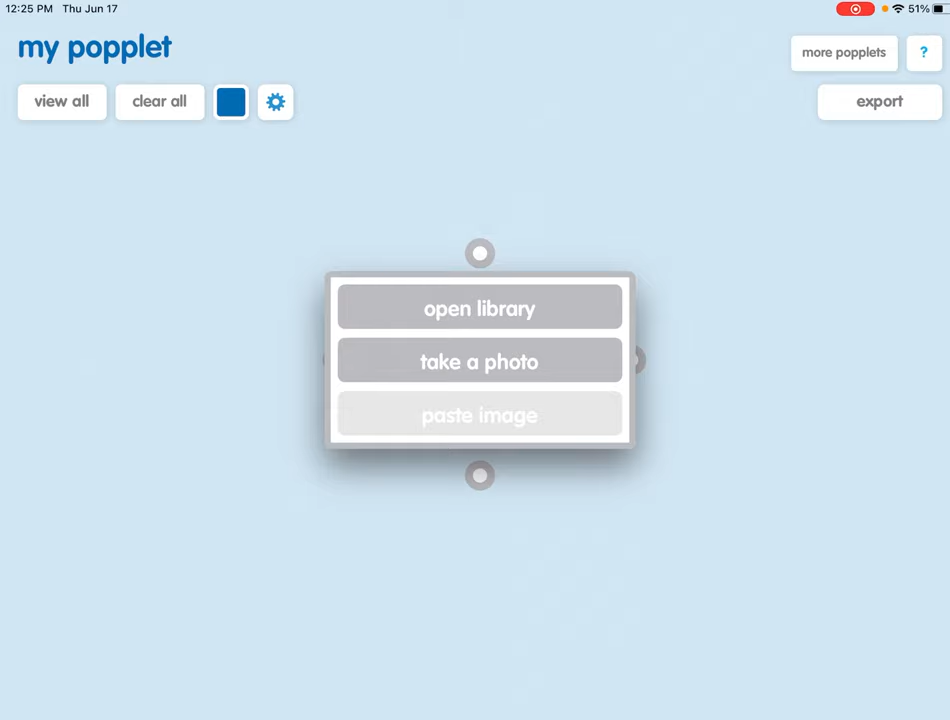 12:25 PM Thu Jun 17
51%
my popplet
more popplets
?
view all
clear all
export
open library
take a photo
paste image